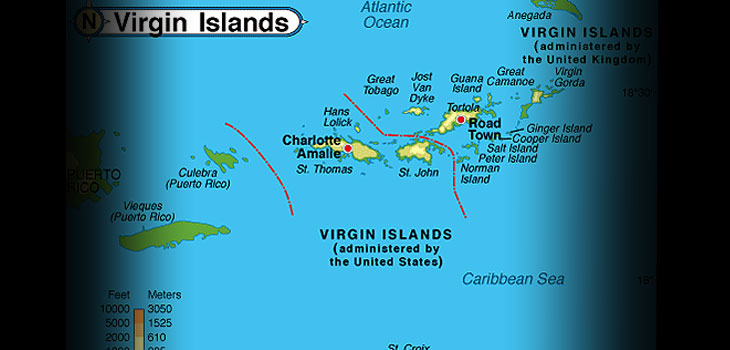 N Virgin Islands
Atlantic
Ocean
Anegada
VIRGIN ISLANDS
(administered by
the United Kingdom)
Great
Tobago
Jost
Van
Dyke
Guana
Island
Great
Camanoe
Virgin
Gorda
18°30'
Tortola
Hans
Lolick
Road
Town
Ginger Island
Cooper Island
Salt Island
Peter Island
Norman
Island
Charlotte
Amalie
St. Thomas
St. John
PUERTO
RICO
Culebra
(Puerto Rico)
Vieques
(Puerto Rico)
VIRGIN ISLANDS
(administered by
the United States)
Caribbean Sea
18°
Feet Meters
10000 3050
5000 1525
2000 610
St. Croix